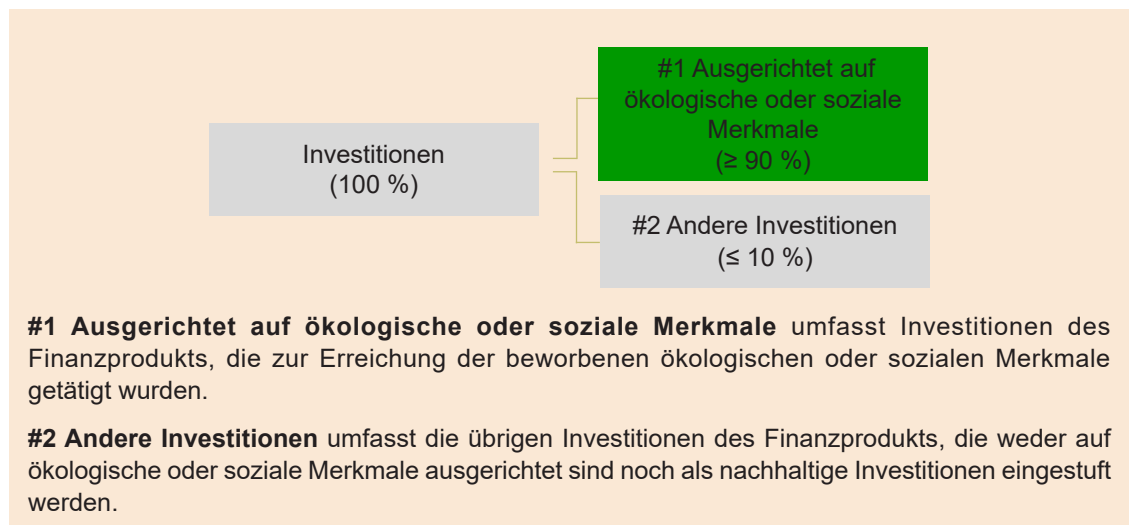 #1 Ausgerichtet auf
ökologische oder soziale
Merkmale
(≥ 90 %)
Investitionen
(100 %)
#2 Andere Investitionen
(≤ 10 %)
#1 Ausgerichtet auf ökologische oder soziale Merkmale umfasst Investitionen des
Finanzprodukts, die zur Erreichung der beworbenen ökologischen oder sozialen Merkmale
getätigt wurden.
#2 Andere Investitionen umfasst die übrigen Investitionen des Finanzprodukts, die weder auf
ökologische oder soziale Merkmale ausgerichtet sind noch als nachhaltige Investitionen eingestuft
werden.